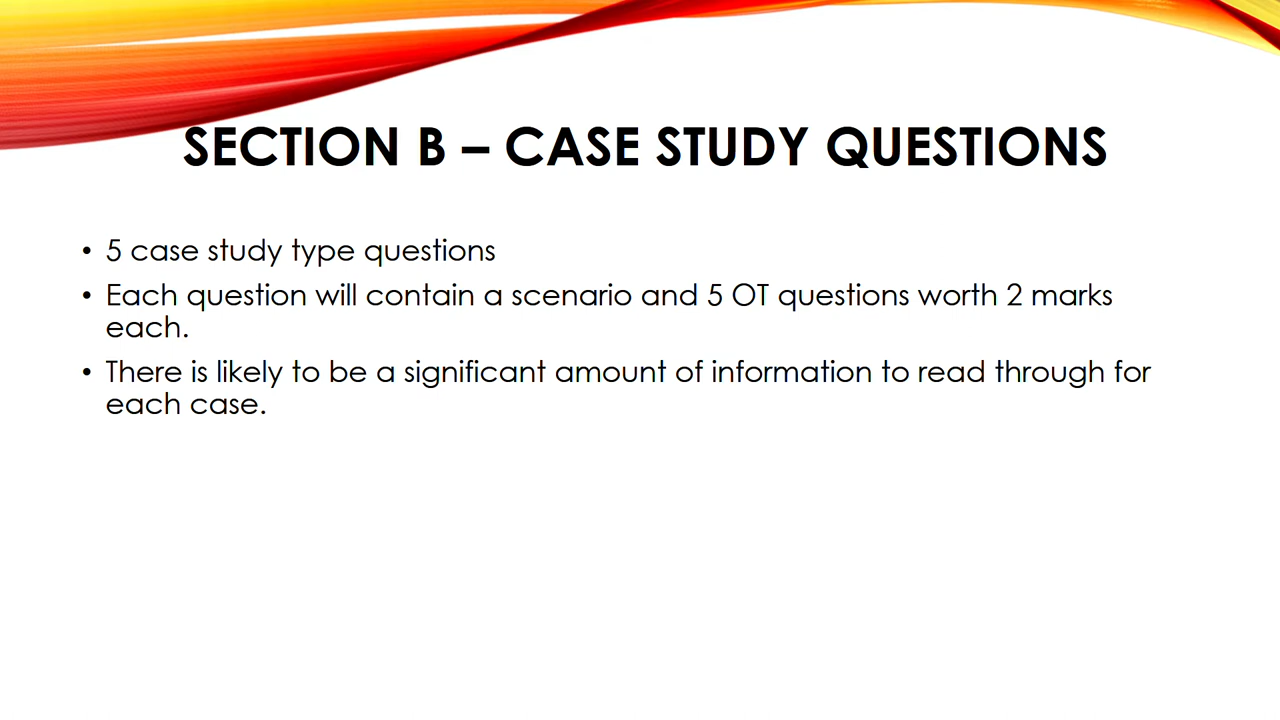 SECTION B – CASE STUDY QUESTIONS
• 5 case study type questions
• Each question will contain a scenario and 5 OT questions worth 2 marks
each.
• There is likely to be a significant amount of information to read through for
each case.